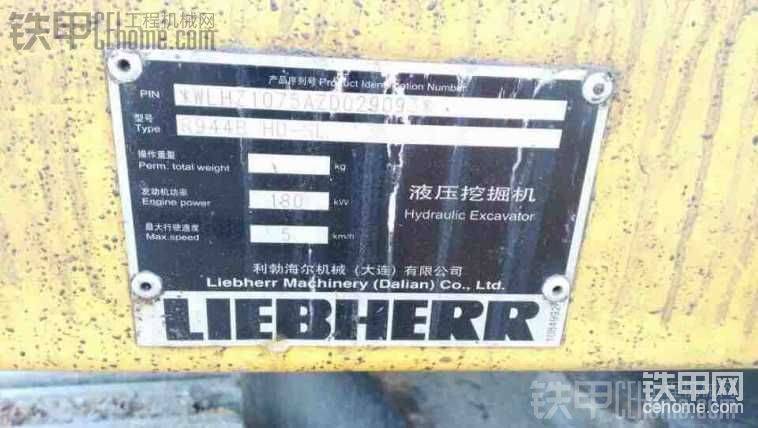 铁甲工程机械网
cehome.com
产品序列号 Product Identification Number
PIN *WLHZ1075AZD029093*
型号
Type R944B HD-SL
操作重量
Perm. total weight kg
发动机功率
Engine power 180 kW
最大行驶速度
Max.speed 5 km/h
液压挖掘机
Hydraulic Excavator
利勃海尔机械（大连）有限公司
Liebherr Machinery (Dalian) Co., Ltd.
LIEBHERR
铁甲网
cehome.com